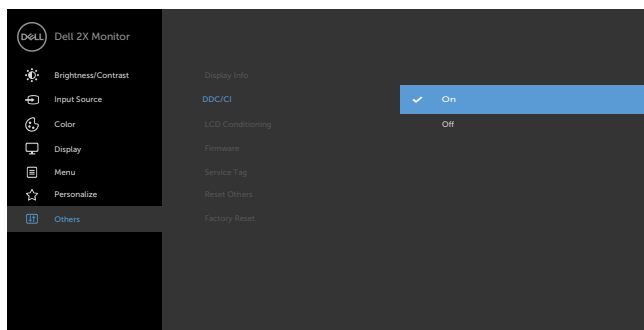 DELL
Dell 2X Monitor
Brightness/Contrast
Input Source
Color
Display
Menu
Personalize
Others
Display Info
DDC/CI
LCD Conditioning
Firmware
Service Tag
Reset Others
Factory Reset
On
Off